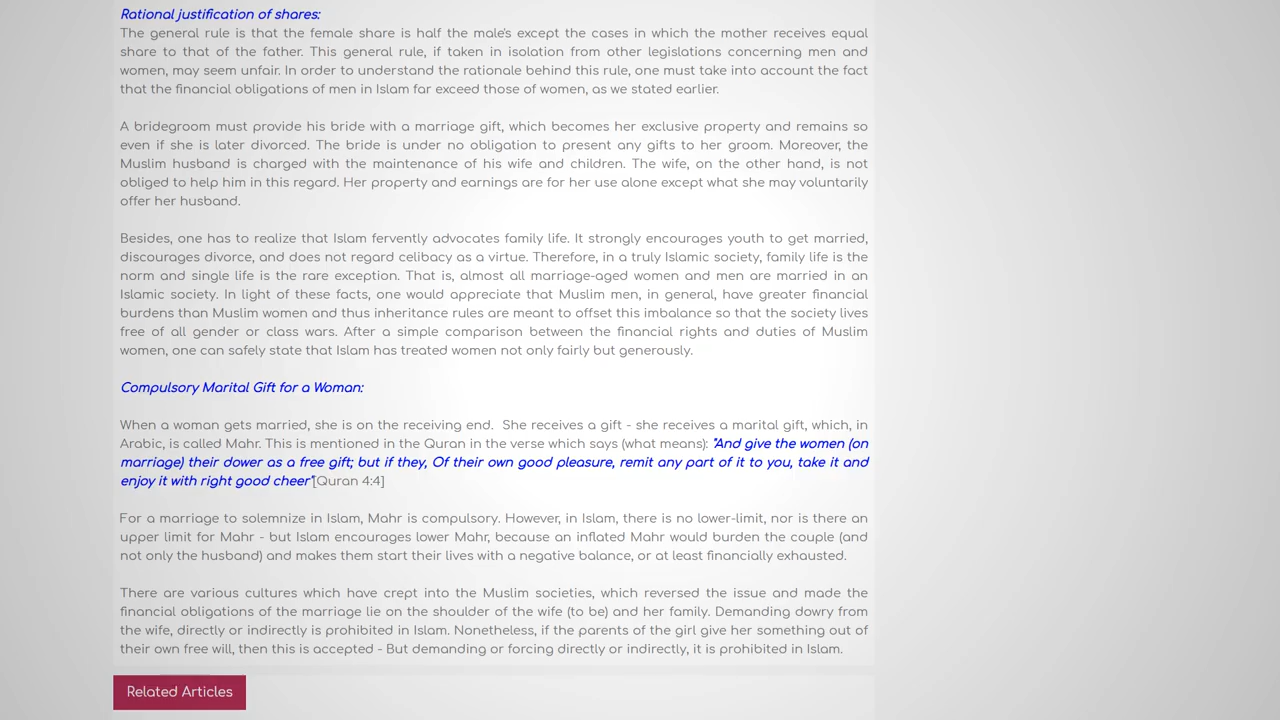 Rational justification of shares:
The general rule is that the female share is half the male's except the cases in which the mother receives equal
share to that of the father. This general rule, if taken in isolation from other legislations concerning men and
women, may seem unfair. In order to understand the rationale behind this rule, one must take into account the fact
that the financial obligations of men in Islam far exceed those of women, as we stated earlier.
A bridegroom must provide his bride with a marriage gift, which becomes her exclusive property and remains so
even if she is later divorced. The bride is under no obligation to present any gifts to her groom. Moreover, the
Muslim husband is charged with the maintenance of his wife and children. The wife, on the other hand, is not
obliged to help him in this regard. Her property and earnings are for her use alone except what she may voluntarily
offer her husband.
Besides, one has to realize that Islam fervently advocates family life. It strongly encourages youth to get married,
discourages divorce, and does not regard celibacy as a virtue. Therefore, in a truly Islamic society, family life is the
norm and single life is the rare exception. That is, almost all marriage-aged women and men are married in an
Islamic society. In light of these facts, one would appreciate that Muslim men, in general, have greater financial
burdens than Muslim women and thus inheritance rules are meant to offset this imbalance so that the society lives
free of all gender or class wars. After a simple comparison between the financial rights and duties of Muslim
women, one can safely state that Islam has treated women not only fairly but generously.
Compulsory Marital Gift for a Woman:
When a woman gets married, she is on the receiving end.  She receives a gift - she receives a marital gift, which, in
Arabic, is called Mahr. This is mentioned in the Quran in the verse which says (what means): "And give the women (on
marriage) their dower as a free gift; but if they, Of their own good pleasure, remit any part of it to you, take it and
enjoy it with right good cheer"[Quran 4:4]
For a marriage to solemnize in Islam, Mahr is compulsory. However, in Islam, there is no lower-limit, nor is there an
upper limit for Mahr - but Islam encourages lower Mahr, because an inflated Mahr would burden the couple (and
not only the husband) and makes them start their lives with a negative balance, or at least financially exhausted.
There are various cultures which have crept into the Muslim societies, which reversed the issue and made the
financial obligations of the marriage lie on the shoulder of the wife (to be) and her family. Demanding dowry from
the wife, directly or indirectly is prohibited in Islam. Nonetheless, if the parents of the girl give her something out of
their own free will, then this is accepted - But demanding or forcing directly or indirectly, it is prohibited in Islam.
Related Articles